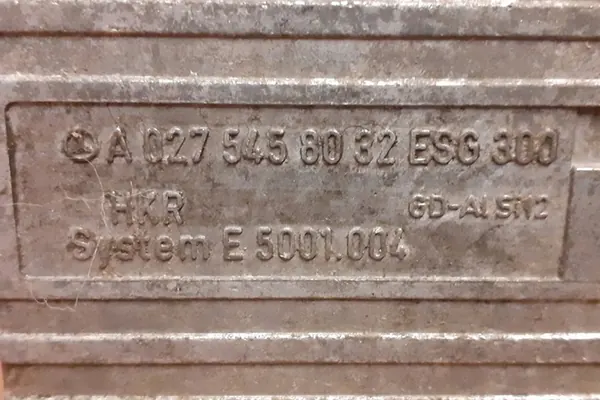 A 027 545 80 32 ESG 300
HKR GD-AlSi12
System E 5001.004